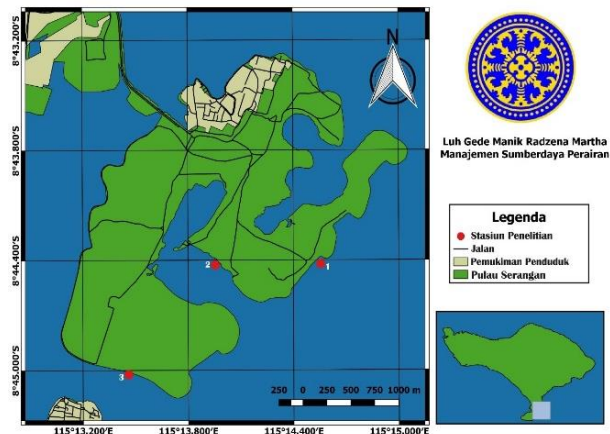 8°43.200'S
8°43.800'S
8°44.400'S
8°45.000'S
N
2
1
3
250 0 250 500 750 1000 m
115°13.200'E 115°13.800'E 115°14.400'E 115°15.000'E
Luh Gede Manik Radzena Martha
Manajemen Sumberdaya Perairan
Legenda
Stasiun Penelitian
Jalan
Pemukiman Penduduk
Pulau Serangan